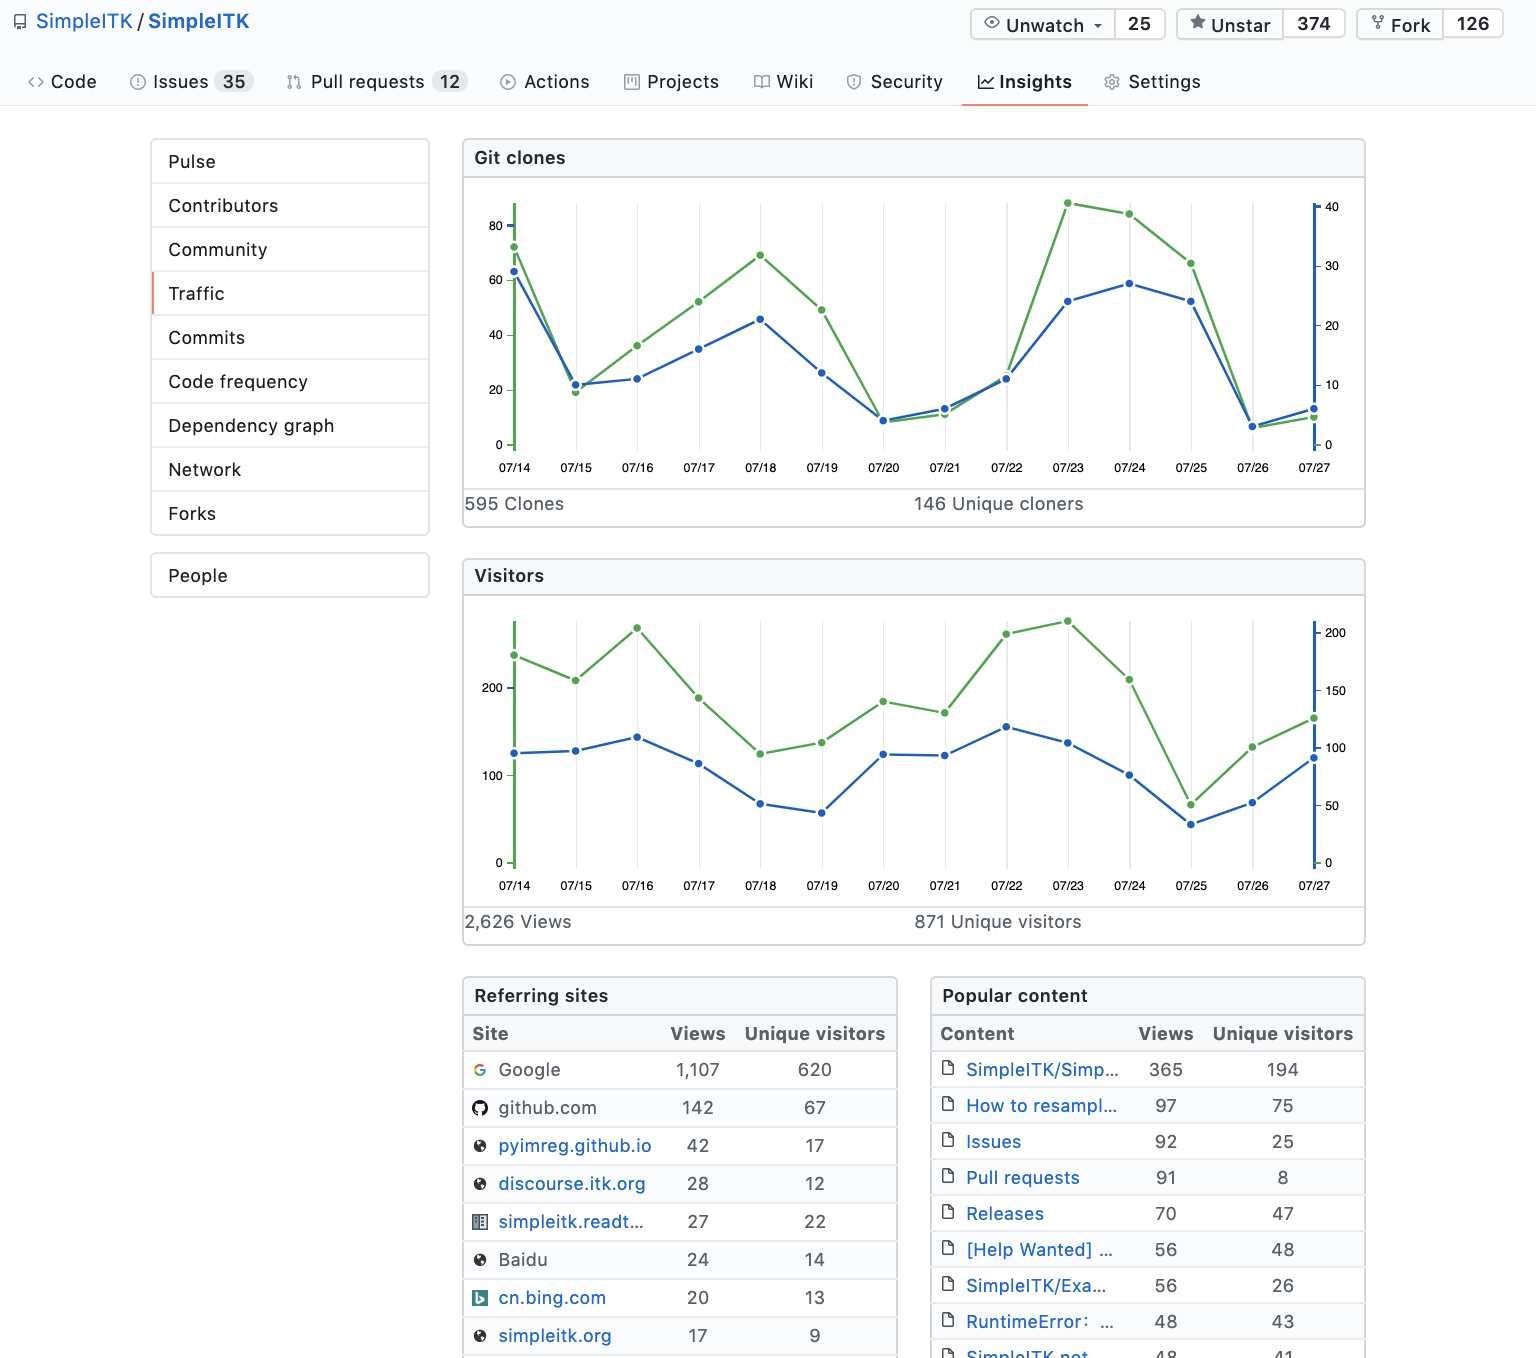 SimpleITK / SimpleITK
Unwatch 25 Unstar 374 Fork 126
Code Issues 35 Pull requests 12 Actions Projects Wiki Security Insights Settings
Pulse
Contributors
Community
Traffic
Commits
Code frequency
Dependency graph
Network
Forks
People
Git clones
80
60
40
20
0
40
30
20
10
0
07/14 07/15 07/16 07/17 07/18 07/19 07/20 07/21 07/22 07/23 07/24 07/25 07/26 07/27
595 Clones 146 Unique cloners
Visitors
200
100
0
200
150
100
50
0
07/14 07/15 07/16 07/17 07/18 07/19 07/20 07/21 07/22 07/23 07/24 07/25 07/26 07/27
2,626 Views 871 Unique visitors
Referring sites
Site Views Unique visitors
Google 1,107 620
github.com 142 67
pyimreg.github.io 42 17
discourse.itk.org 28 12
simpleitk.readt... 27 22
Baidu 24 14
cn.bing.com 20 13
simpleitk.org 17 9
Popular content
Content Views Unique visitors
SimpleITK/Simp... 365 194
How to resampl... 97 75
Issues 92 25
Pull requests 91 8
Releases 70 47
[Help Wanted] ... 56 48
SimpleITK/Exa... 56 26
RuntimeError: ... 48 43
SimpleITK not 48 41